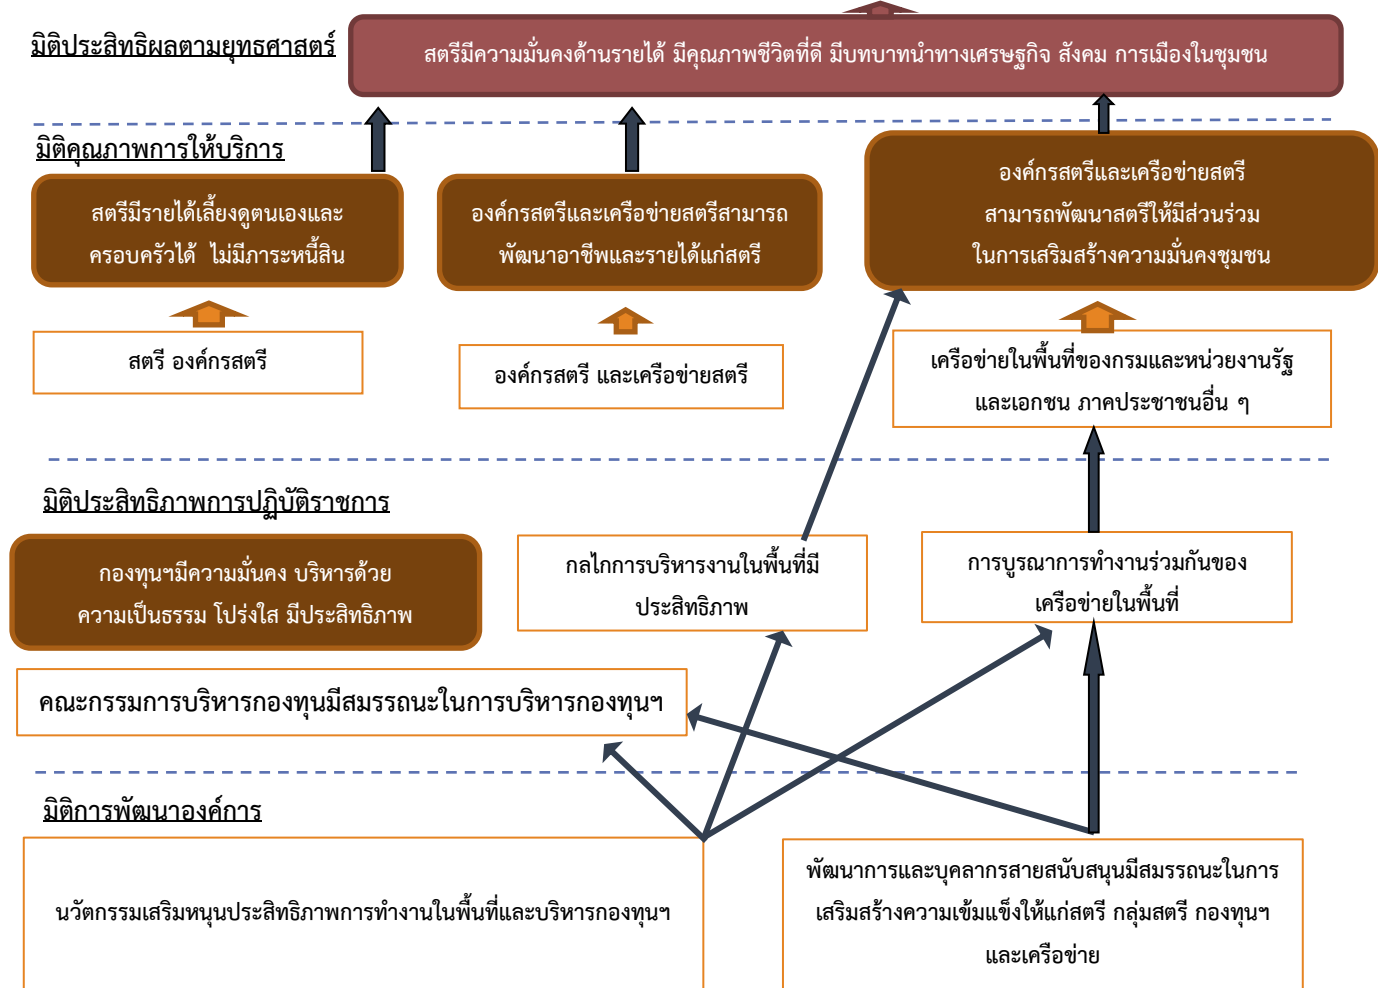 มิติประสิทธิผลตามยุทธศาสตร์
สตรีมีความมั่นคงด้านรายได้ มีคุณภาพชีวิตที่ดี มีบทบาทนำทางเศรษฐกิจ สังคม การเมืองในชุมชน
มิติคุณภาพการให้บริการ
สตรีมีรายได้เลี้ยงดูตนเองและ
ครอบครัวได้ ไม่มีภาระหนี้สิน
องค์กรสตรีและเครือข่ายสตรีสามารถ
พัฒนาอาชีพและรายได้แก่สตรี
องค์กรสตรีและเครือข่ายสตรี
สามารถพัฒนาสตรีให้มีส่วนร่วม
ในการเสริมสร้างความมั่นคงชุมชน
สตรี องค์กรสตรี
องค์กรสตรี และเครือข่ายสตรี
เครือข่ายในพื้นที่ของกรมและหน่วยงานรัฐ
และเอกชน ภาคประชาชนอื่น ๆ
มิติประสิทธิภาพการปฏิบัติราชการ
กองทุนฯมีความมั่นคง บริหารด้วย
ความเป็นธรรม โปร่งใส มีประสิทธิภาพ
กลไกการบริหารงานในพื้นที่มี
ประสิทธิภาพ
การบูรณาการทำงานร่วมกันของ
เครือข่ายในพื้นที่
คณะกรรมการบริหารกองทุนมีสมรรถนะในการบริหารกองทุนฯ
มิติการพัฒนาองค์การ
นวัตกรรมเสริมหนุนประสิทธิภาพการทำงานในพื้นที่และบริหารกองทุนฯ
พัฒนาการและบุคลากรสายสนับสนุนมีสมรรถนะในการ
เสริมสร้างความเข้มแข็งให้แก่สตรี กลุ่มสตรี กองทุนฯ
และเครือข่าย